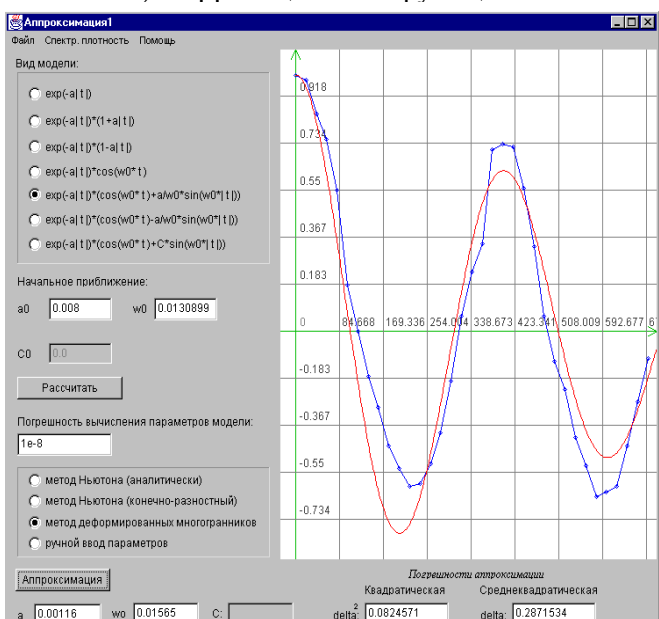 Аппроксимация1
Файл Спектр. плотность Помощь
Вид модели:
exp(-a| t |)
exp(-a| t |)*(1+a| t |)
exp(-a| t |)*(1-a| t |)
exp(-a| t |)*cos(w0* t)
exp(-a| t |)*(cos(w0* t)+a/w0*sin(w0*| t |))
exp(-a| t |)*(cos(w0* t)-a/w0*sin(w0*| t |))
exp(-a| t |)*(cos(w0* t)+C*sin(w0*| t |))
Начальное приближение:
a0 0.008 w0 0.0130899
C0 0.0
Рассчитать
Погрешность вычисления параметров модели:
1e-8
метод Ньютона (аналитически)
метод Ньютона (конечно-разностный)
метод деформированных многогранников
ручной ввод параметров
Аппроксимация
a 0.00116 wo 0.01565 C:
0.918
0.734
0.55
0.367
0.183
0 84.668 169.336 254.004 338.673 423.341 508.009 592.677
-0.183
-0.367
-0.55
-0.734
Погрешности аппроксимации
Квадратическая Среднеквадратическая
delta²: 0.0824571 delta: 0.2871534